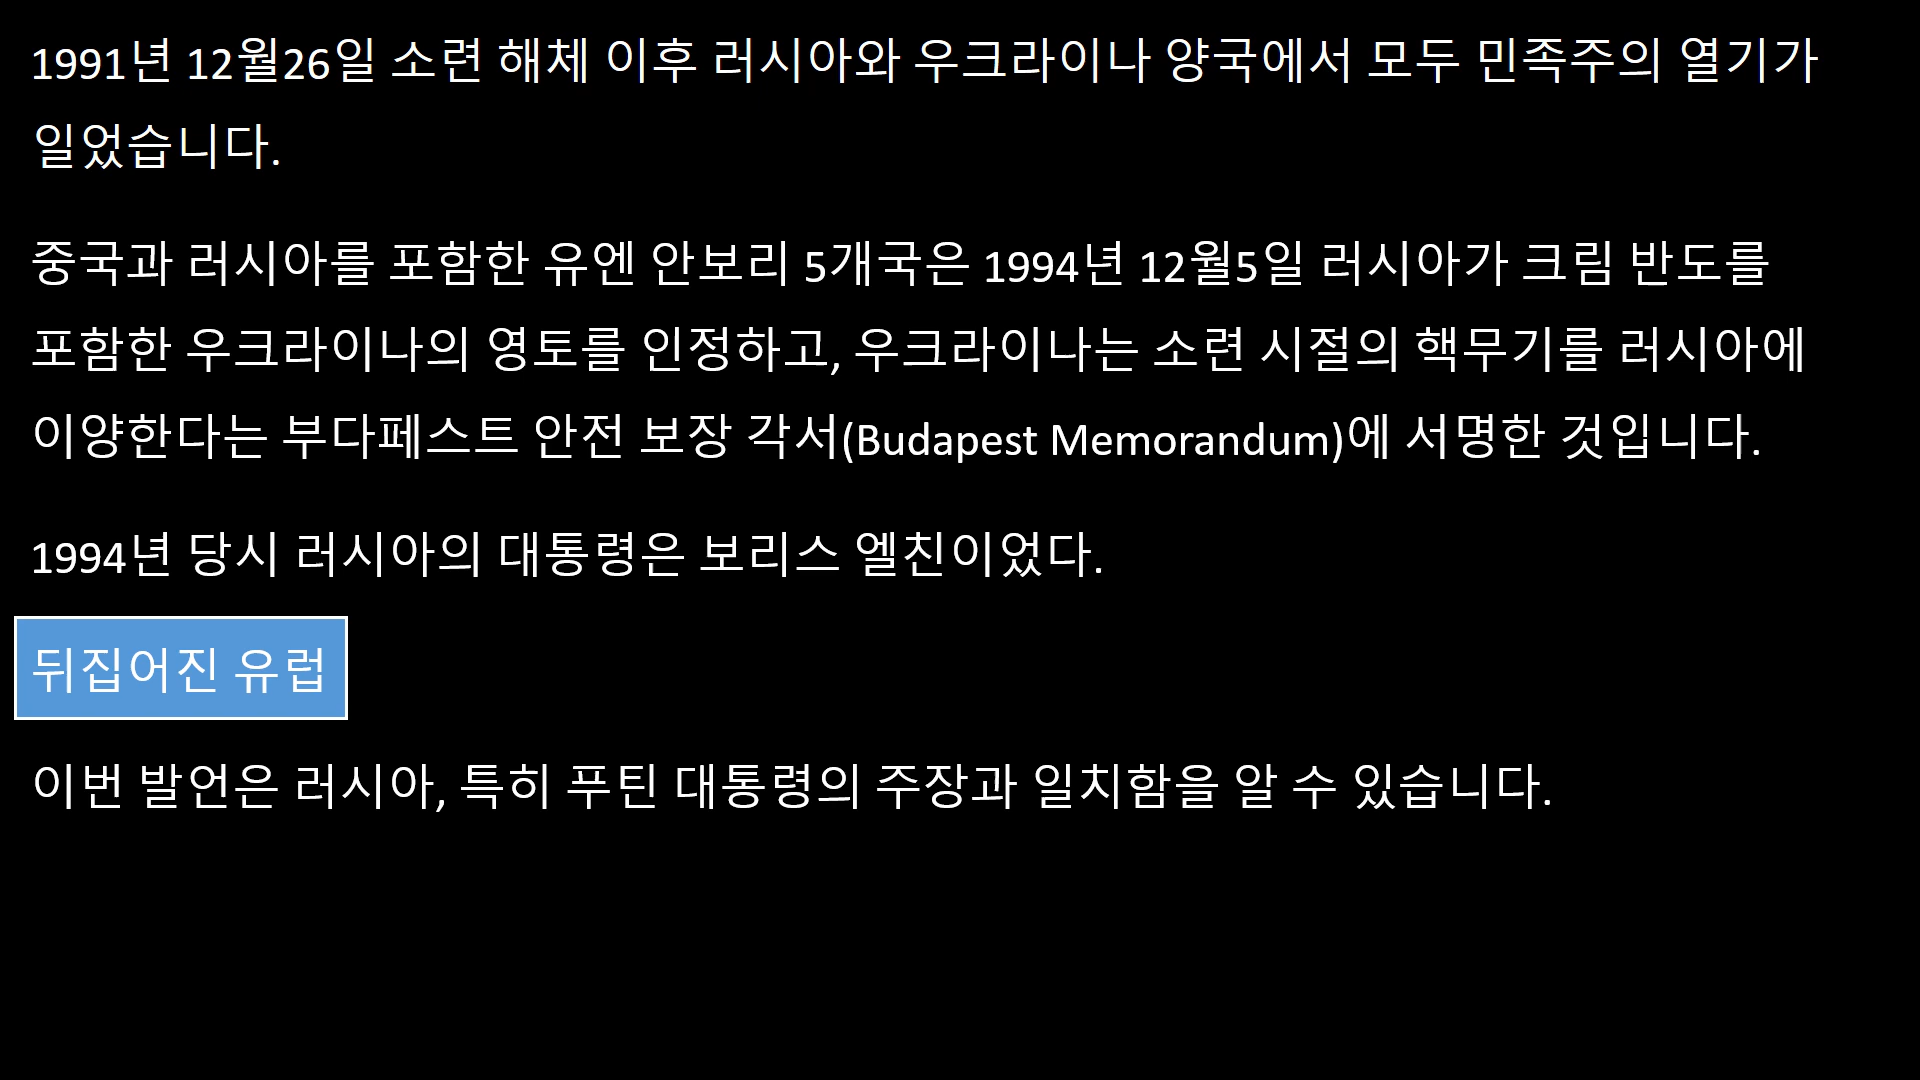 1991년 12월26일 소련 해체 이후 러시아와 우크라이나 양국에서 모두 민족주의 열기가
일었습니다.
중국과 러시아를 포함한 유엔 안보리 5개국은 1994년 12월5일 러시아가 크림 반도를
포함한 우크라이나의 영토를 인정하고, 우크라이나는 소련 시절의 핵무기를 러시아에
이양한다는 부다페스트 안전 보장 각서(Budapest Memorandum)에 서명한 것입니다.
1994년 당시 러시아의 대통령은 보리스 엘친이었다.
뒤집어진 유럽
이번 발언은 러시아, 특히 푸틴 대통령의 주장과 일치함을 알 수 있습니다.